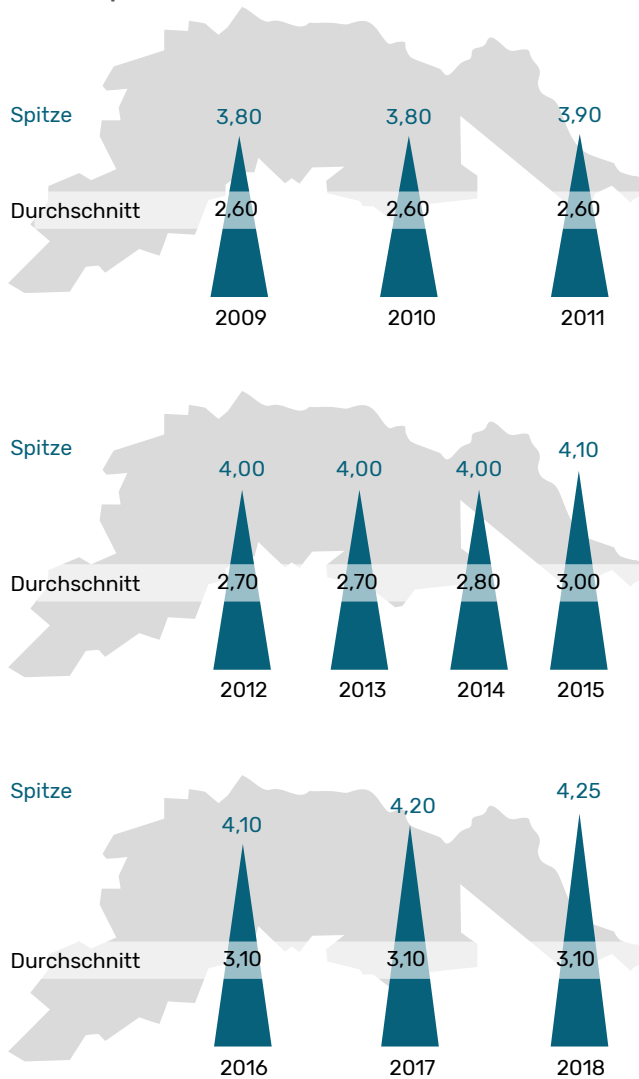 Spitze 3,80 3,80 3,90
Durchschnitt 2,60 2,60 2,60
2009 2010 2011
Spitze 4,00 4,00 4,00 4,10
Durchschnitt 2,70 2,70 2,80 3,00
2012 2013 2014 2015
Spitze 4,10 4,20 4,25
Durchschnitt 3,10 3,10 3,10
2016 2017 2018